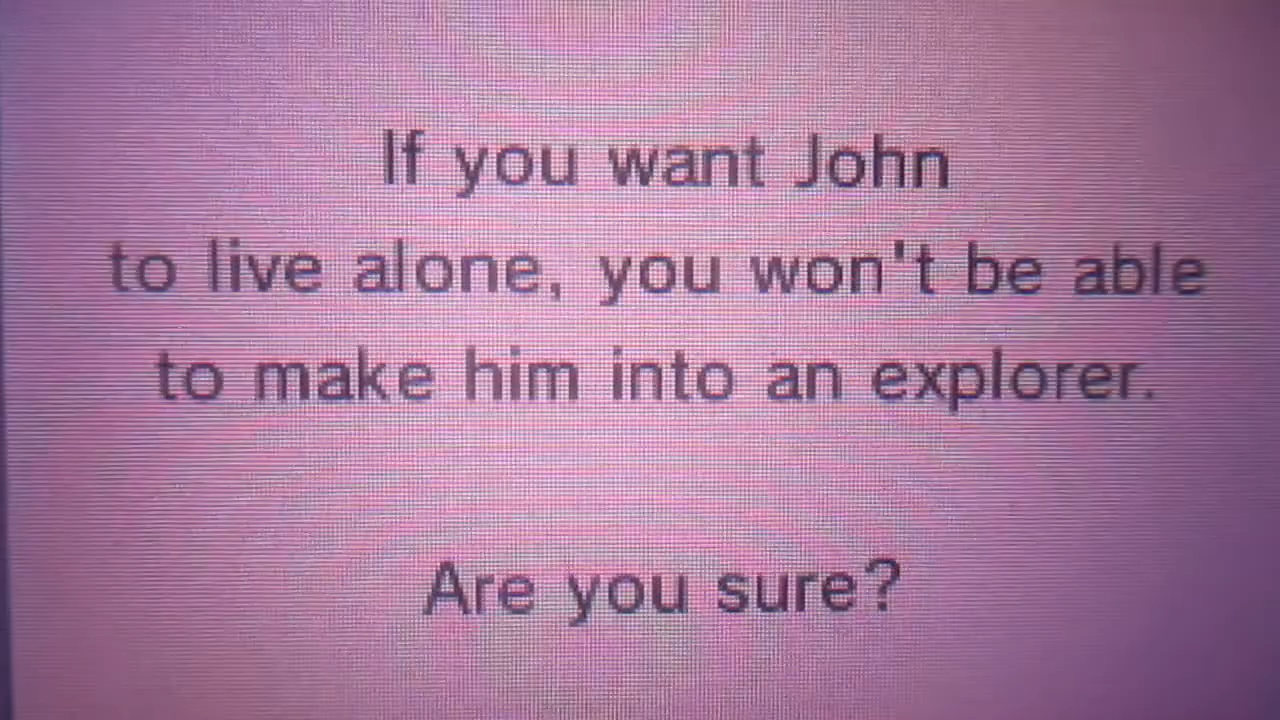 If you want John
to live alone, you won't be able
to make him into an explorer.
Are you sure?